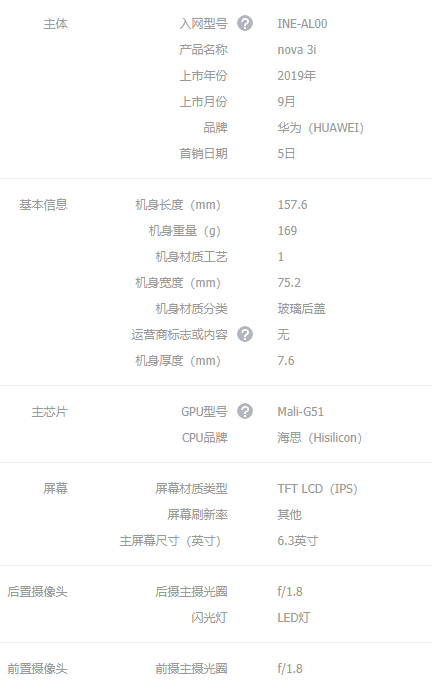 主体 入网型号 ? INE-AL00
产品名称 nova 3i
上市年份 2019年
上市月份 9月
品牌 华为（HUAWEI）
首销日期 5日
基本信息 机身长度（mm） 157.6
机身重量（g） 169
机身材质工艺 1
机身宽度（mm） 75.2
机身材质分类 玻璃后盖
运营商标志或内容 ? 无
机身厚度（mm） 7.6
主芯片 GPU型号 ? Mali-G51
CPU品牌 海思（Hisilicon）
屏幕 屏幕材质类型 TFT LCD（IPS）
屏幕刷新率 其他
主屏幕尺寸（英寸） 6.3英寸
后置摄像头 后摄主摄光圈 f/1.8
闪光灯 LED灯
前置摄像头 前摄主摄光圈 f/1.8